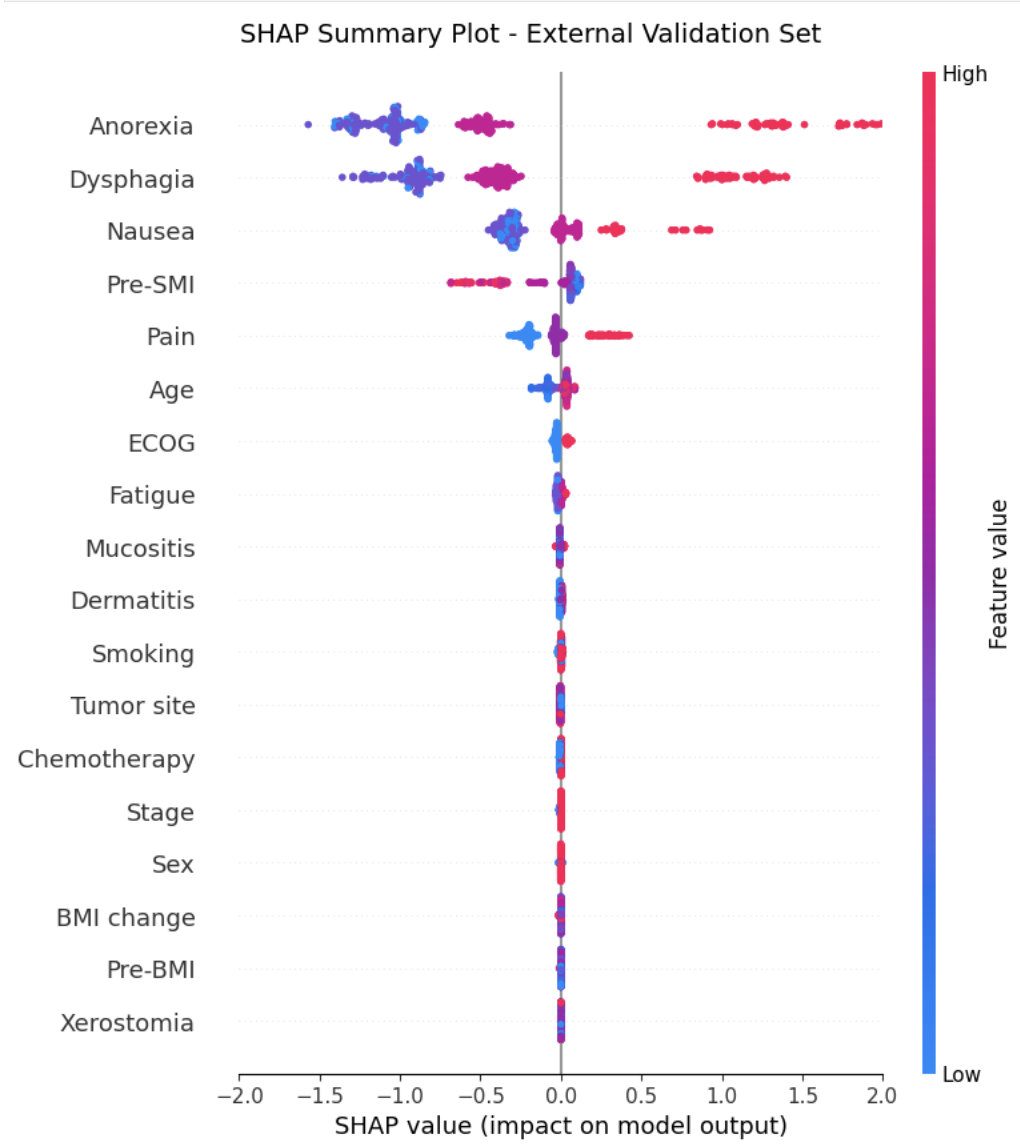 SHAP Summary Plot - External Validation Set
High
Anorexia
Dysphagia
Nausea
Pre-SMI
Pain
Age
ECOG
Fatigue
Mucositis
Dermatitis
Smoking
Tumor site
Chemotherapy
Stage
Sex
BMI change
Pre-BMI
Xerostomia
Feature value
Low
−2.0 −1.5 −1.0 −0.5 0.0 0.5 1.0 1.5 2.0
SHAP value (impact on model output)